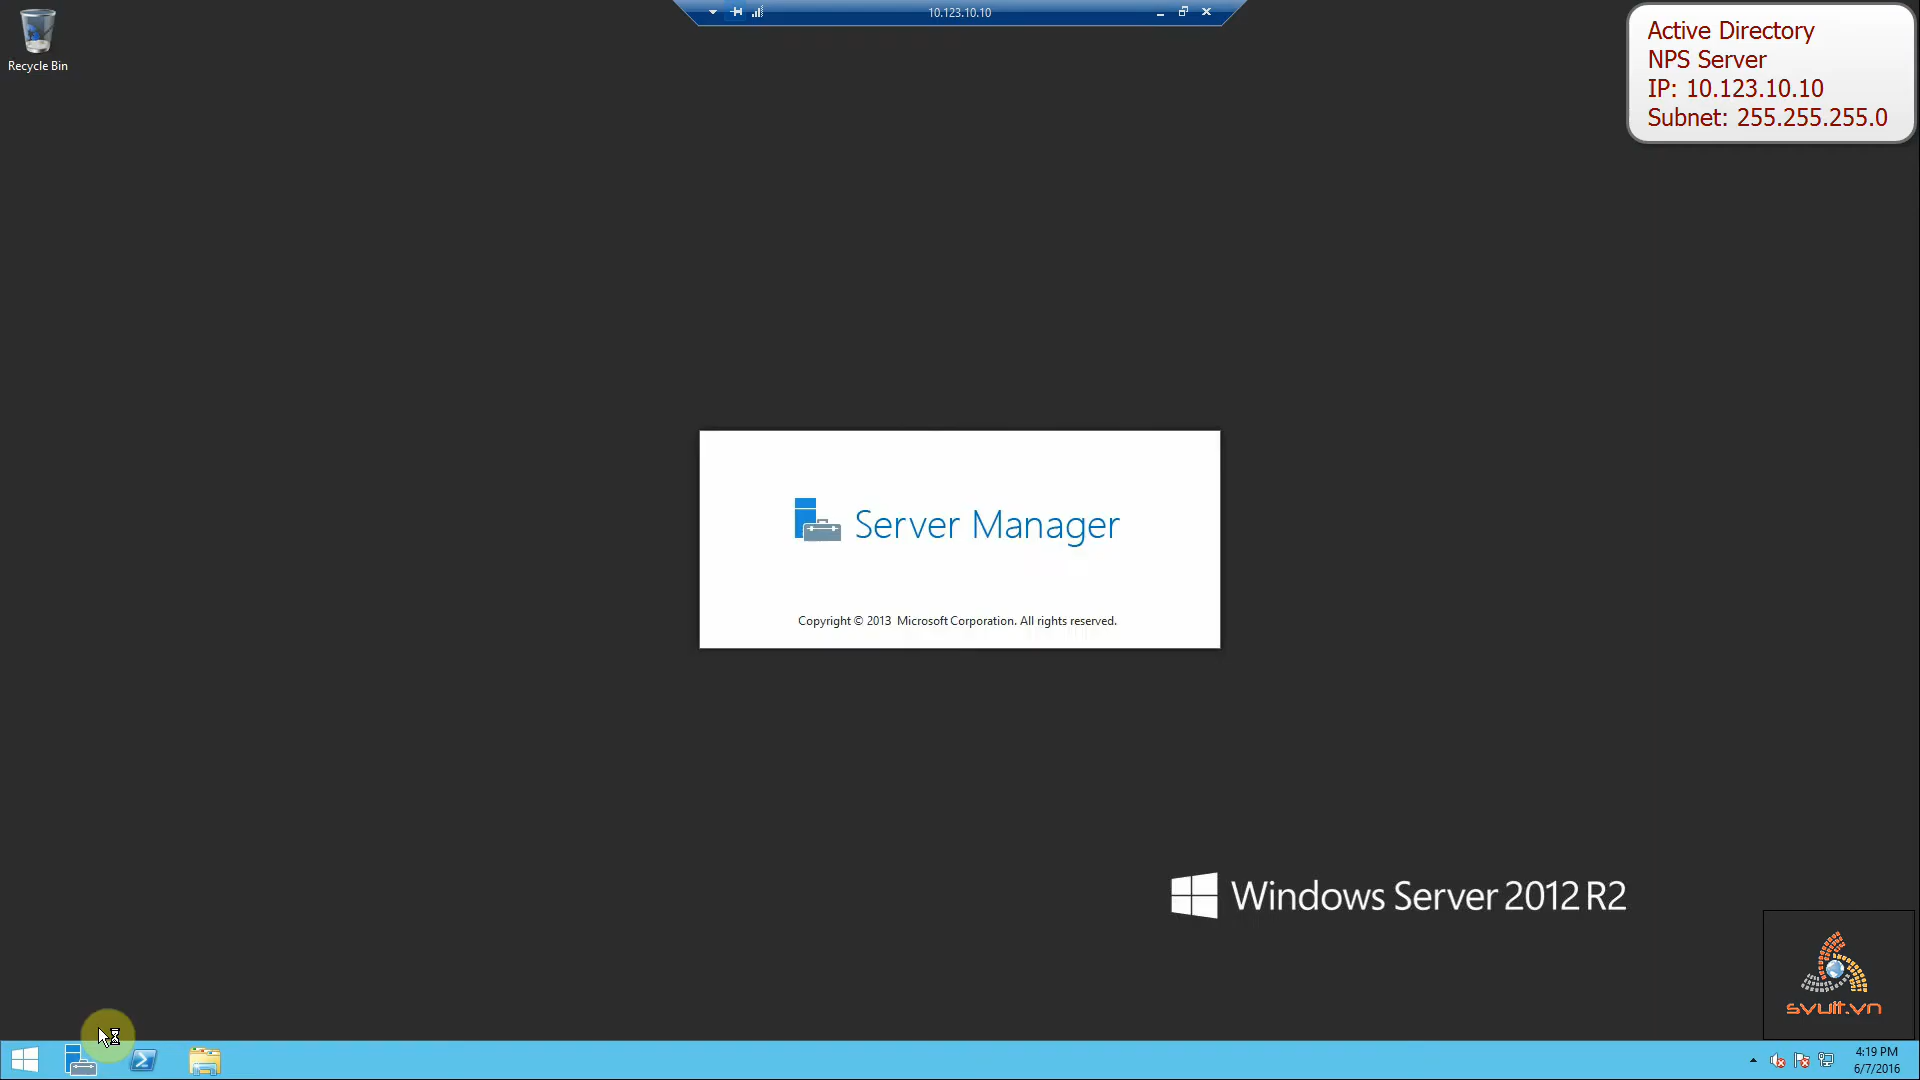 10.123.10.10
Active Directory
NPS Server
IP: 10.123.10.10
Subnet: 255.255.255.0
Recycle Bin
Server Manager
Copyright © 2013 Microsoft Corporation. All rights reserved.
Windows Server 2012 R2
svuit.vn
4:19 PM
6/7/2016